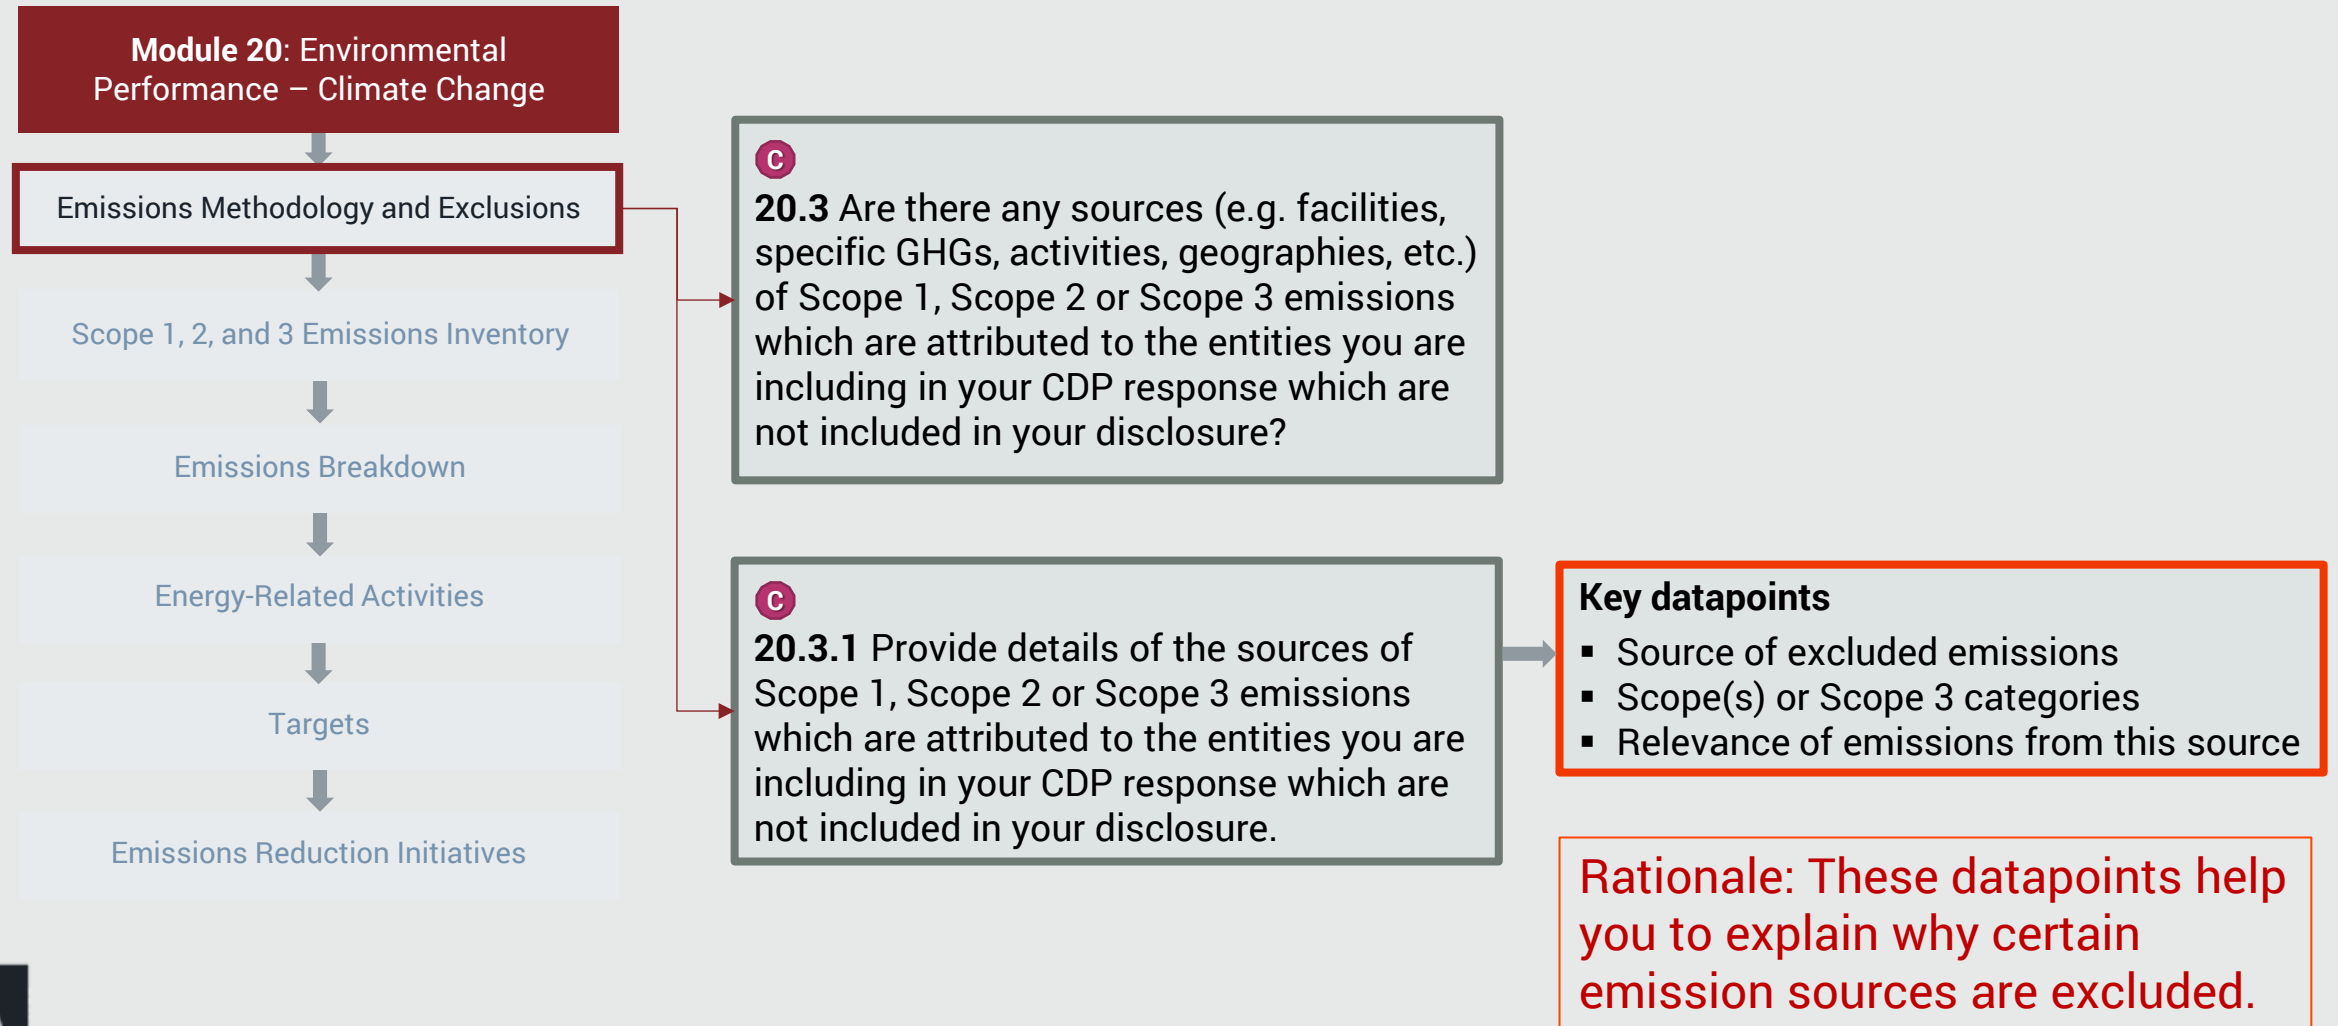 Module 20: Environmental
Performance – Climate Change
Emissions Methodology and Exclusions
Scope 1, 2, and 3 Emissions Inventory
Emissions Breakdown
Energy-Related Activities
Targets
Emissions Reduction Initiatives
C
20.3 Are there any sources (e.g. facilities,
specific GHGs, activities, geographies, etc.)
of Scope 1, Scope 2 or Scope 3 emissions
which are attributed to the entities you are
including in your CDP response which are
not included in your disclosure?
C
20.3.1 Provide details of the sources of
Scope 1, Scope 2 or Scope 3 emissions
which are attributed to the entities you are
including in your CDP response which are
not included in your disclosure.
Key datapoints
▪ Source of excluded emissions
▪ Scope(s) or Scope 3 categories
▪ Relevance of emissions from this source
Rationale: These datapoints help
you to explain why certain
emission sources are excluded.